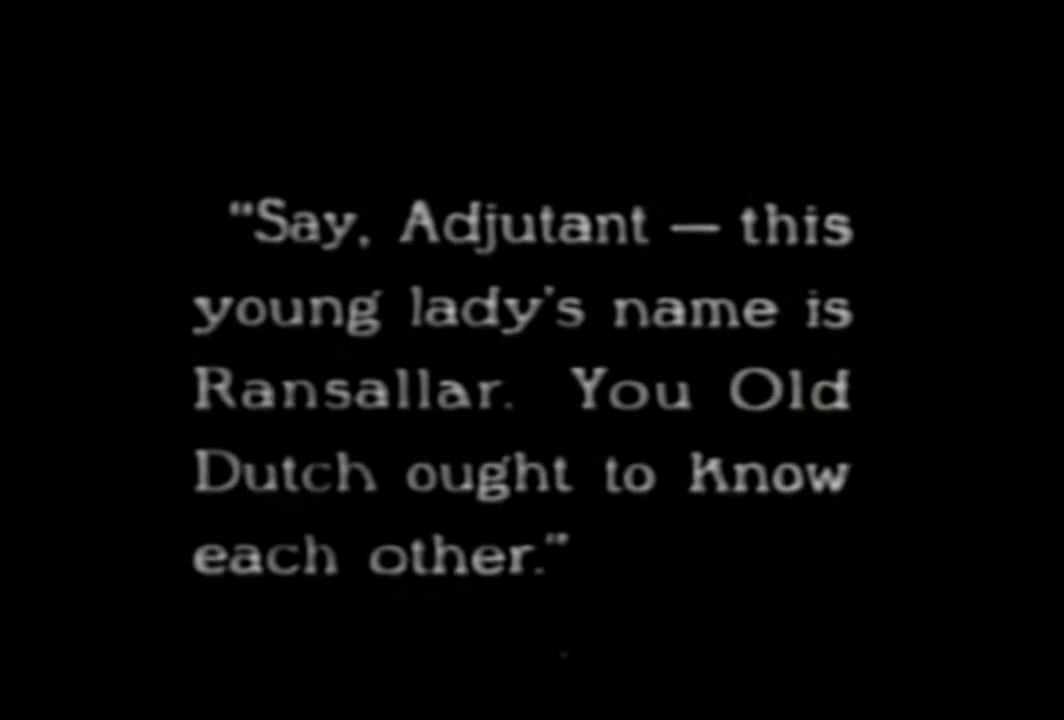 "Say, Adjutant — this
young lady's name is
Ransallar. You Old
Dutch ought to know
each other."